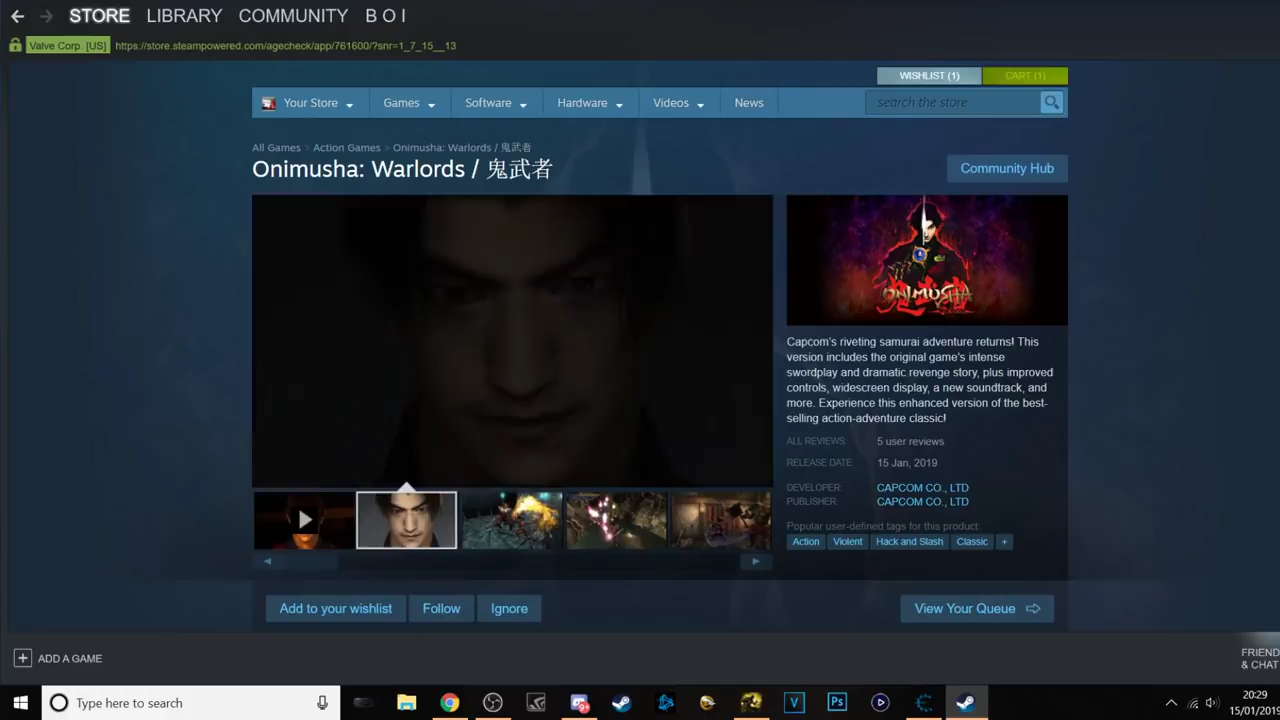 STORE LIBRARY COMMUNITY B O I
Valve Corp [US] https://store.steampowered.com/agecheck/app/761600/?snr=1_7_15__13
WISHLIST (1) CART (1)
Your Store Games Software Hardware Videos News search the store
All Games > Action Games > Onimusha: Warlords / 鬼武者
Onimusha: Warlords / 鬼武者
Community Hub
ONIMUSHA
Capcom's riveting samurai adventure returns! This
version includes the original game's intense
swordplay and dramatic revenge story, plus improved
controls, widescreen display, a new soundtrack, and
more. Experience this enhanced version of the best-
selling action-adventure classic!
ALL REVIEWS: 5 user reviews
RELEASE DATE: 15 Jan, 2019
DEVELOPER: CAPCOM CO., LTD
PUBLISHER: CAPCOM CO., LTD
Popular user-defined tags for this product:
Action Violent Hack and Slash Classic +
Add to your wishlist Follow Ignore View Your Queue
ADD A GAME
FRIEND
& CHAT
Type here to search
20:29
15/01/2019